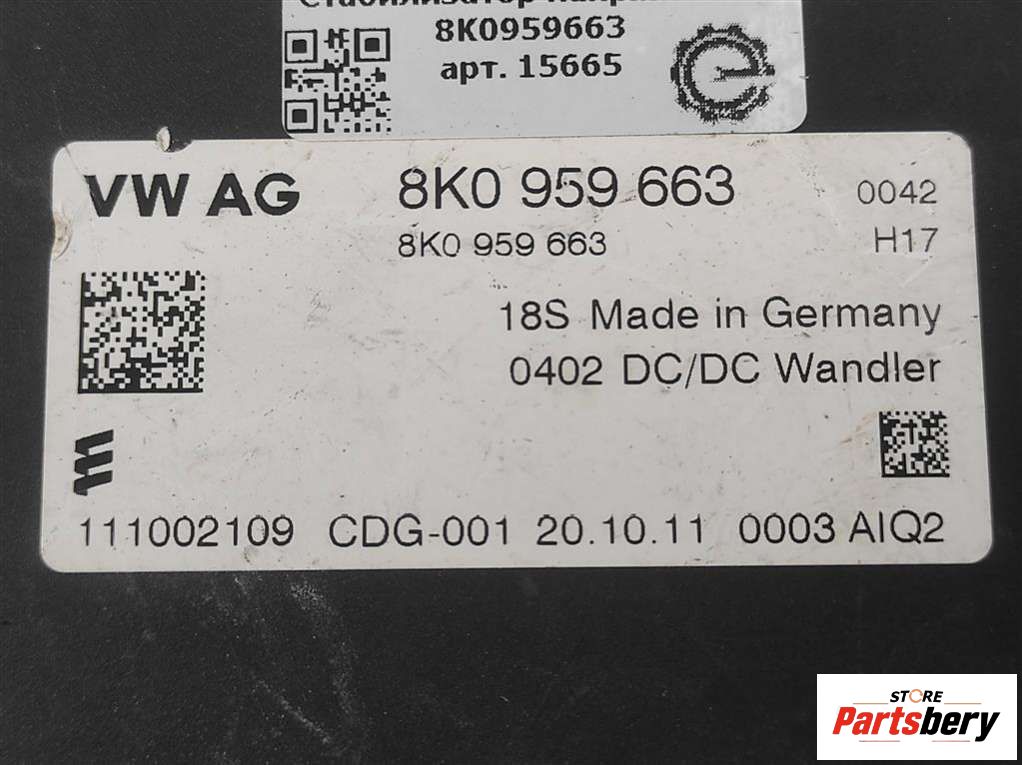 8K0959663
арт. 15665
VW AG 8K0 959 663 0042
8K0 959 663 H17
18S Made in Germany
0402 DC/DC Wandler
111002109 CDG-001 20.10.11 0003 AIQ2
STORE
Partsbery